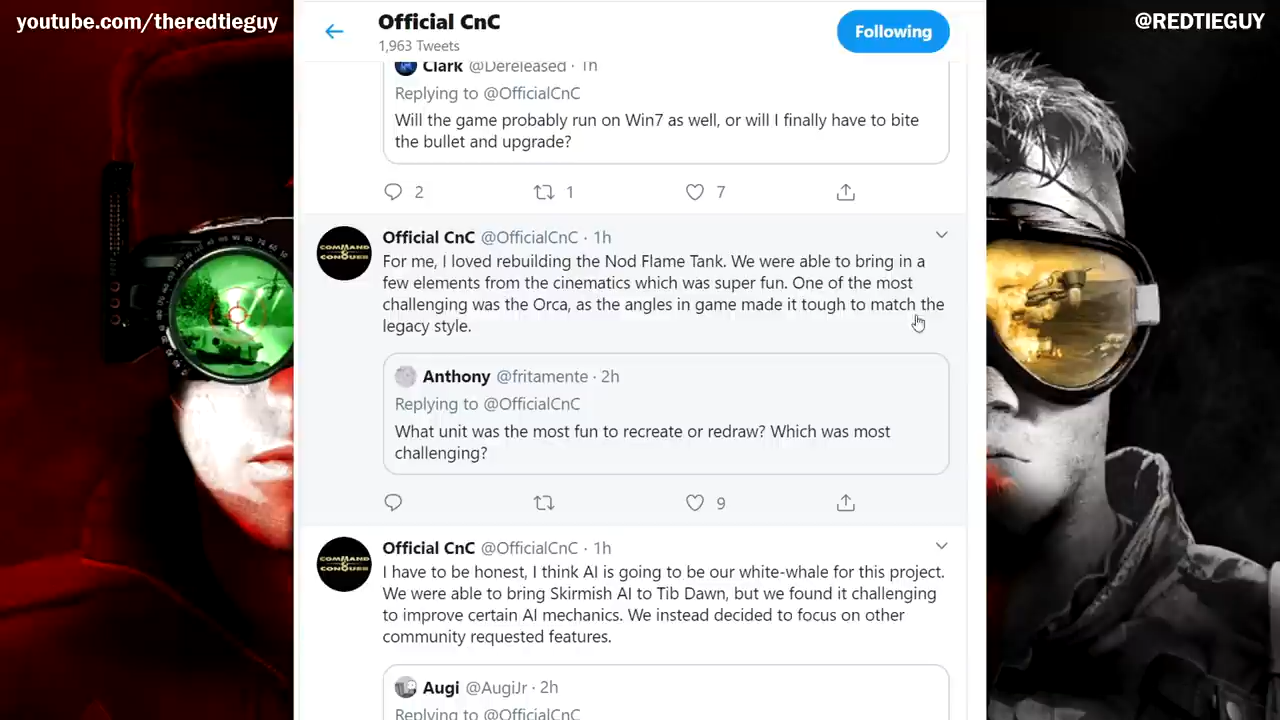 youtube.com/theredtieguy
@REDTIEGUY
Official CnC
1,963 Tweets
Following
Clark @Dereleased · 1h
Replying to @OfficialCnC
Will the game probably run on Win7 as well, or will I finally have to bite
the bullet and upgrade?
2 1 7
COMMAND
CONQUER
Official CnC @OfficialCnC · 1h
For me, I loved rebuilding the Nod Flame Tank. We were able to bring in a
few elements from the cinematics which was super fun. One of the most
challenging was the Orca, as the angles in game made it tough to match the
legacy style.
Anthony @fritamente · 2h
Replying to @OfficialCnC
What unit was the most fun to recreate or redraw? Which was most
challenging?
9
COMMAND
CONQUER
Official CnC @OfficialCnC · 1h
I have to be honest, I think AI is going to be our white-whale for this project.
We were able to bring Skirmish AI to Tib Dawn, but we found it challenging
to improve certain AI mechanics. We instead decided to focus on other
community requested features.
Augi @AugiJr · 2h
Replying to @OfficialCnC